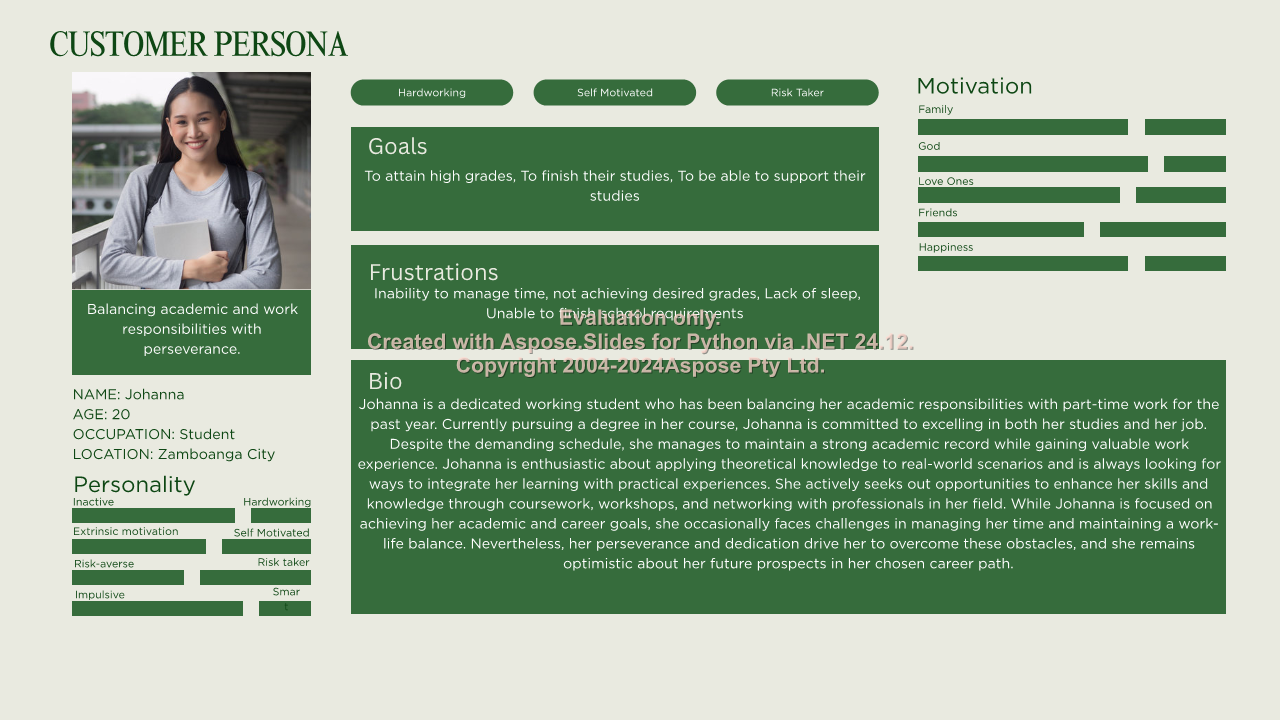 CUSTOMER PERSONA
Balancing academic and work
responsibilities with
perseverance.
NAME: Johanna
AGE: 20
OCCUPATION: Student
LOCATION: Zamboanga City
Personality
Inactive Hardworking
Extrinsic motivation Self Motivated
Risk-averse Risk taker
Impulsive Smar
t
Hardworking Self Motivated Risk Taker
Goals
To attain high grades, To finish their studies, To be able to support their
studies
Frustrations
Inability to manage time, not achieving desired grades, Lack of sleep,
Unable to finish school requirements
Evaluation only.
Created with Aspose.Slides for Python via .NET 24.12.
Copyright 2004-2024Aspose Pty Ltd.
Bio
Johanna is a dedicated working student who has been balancing her academic responsibilities with part-time work for the
past year. Currently pursuing a degree in her course, Johanna is committed to excelling in both her studies and her job.
Despite the demanding schedule, she manages to maintain a strong academic record while gaining valuable work
experience. Johanna is enthusiastic about applying theoretical knowledge to real-world scenarios and is always looking for
ways to integrate her learning with practical experiences. She actively seeks out opportunities to enhance her skills and
knowledge through coursework, workshops, and networking with professionals in her field. While Johanna is focused on
achieving her academic and career goals, she occasionally faces challenges in managing her time and maintaining a work-
life balance. Nevertheless, her perseverance and dedication drive her to overcome these obstacles, and she remains
optimistic about her future prospects in her chosen career path.
Motivation
Family
God
Love Ones
Friends
Happiness